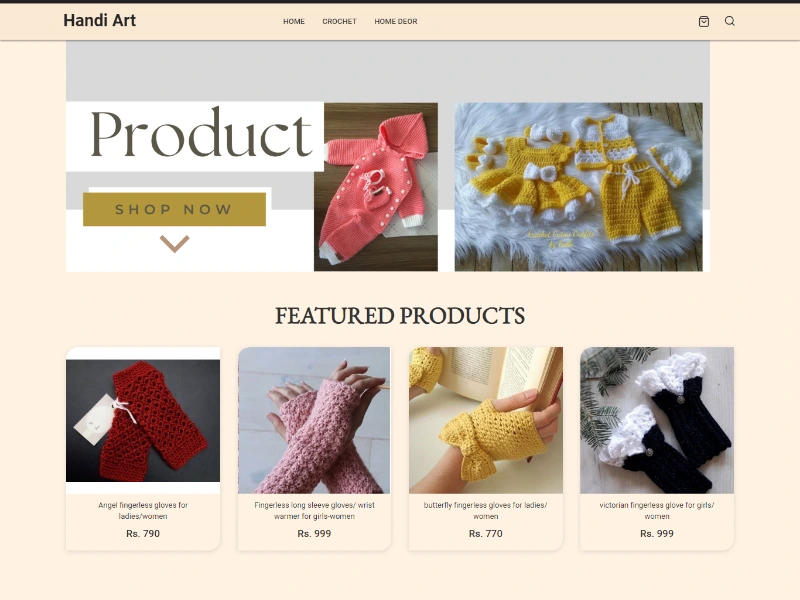 Handi Art
HOME CROCHET HOME DEOR
Product
SHOP NOW
FEATURED PRODUCTS
Angel fingerless gloves for
ladies/women
Rs. 790
Fingerless long sleeve gloves/ wrist
warmer for girls-women
Rs. 999
butterfly fingerless gloves for ladies/
women
Rs. 770
victorian fingerless glove for girls/
women
Rs. 999